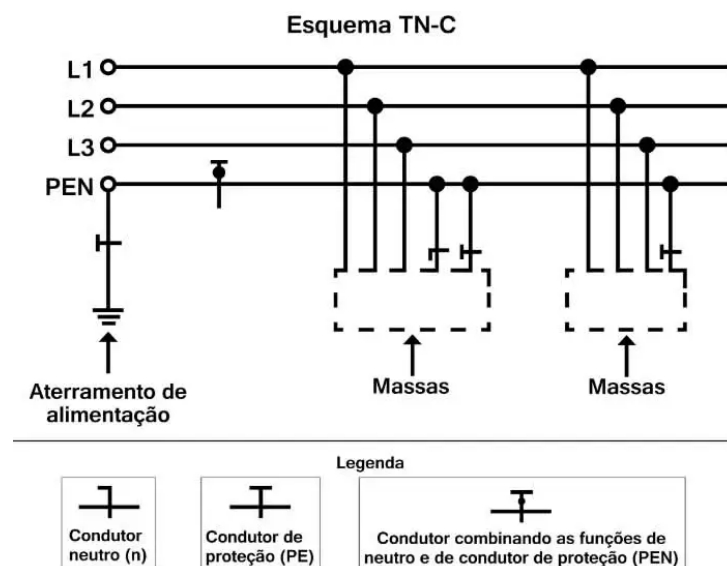 Esquema TN-C
L1
L2
L3
PEN
Aterramento de
alimentação
Massas
Massas
Legenda
Condutor
neutro (n)
Condutor de
proteção (PE)
Condutor combinando as funções de
neutro e de condutor de proteção (PEN)